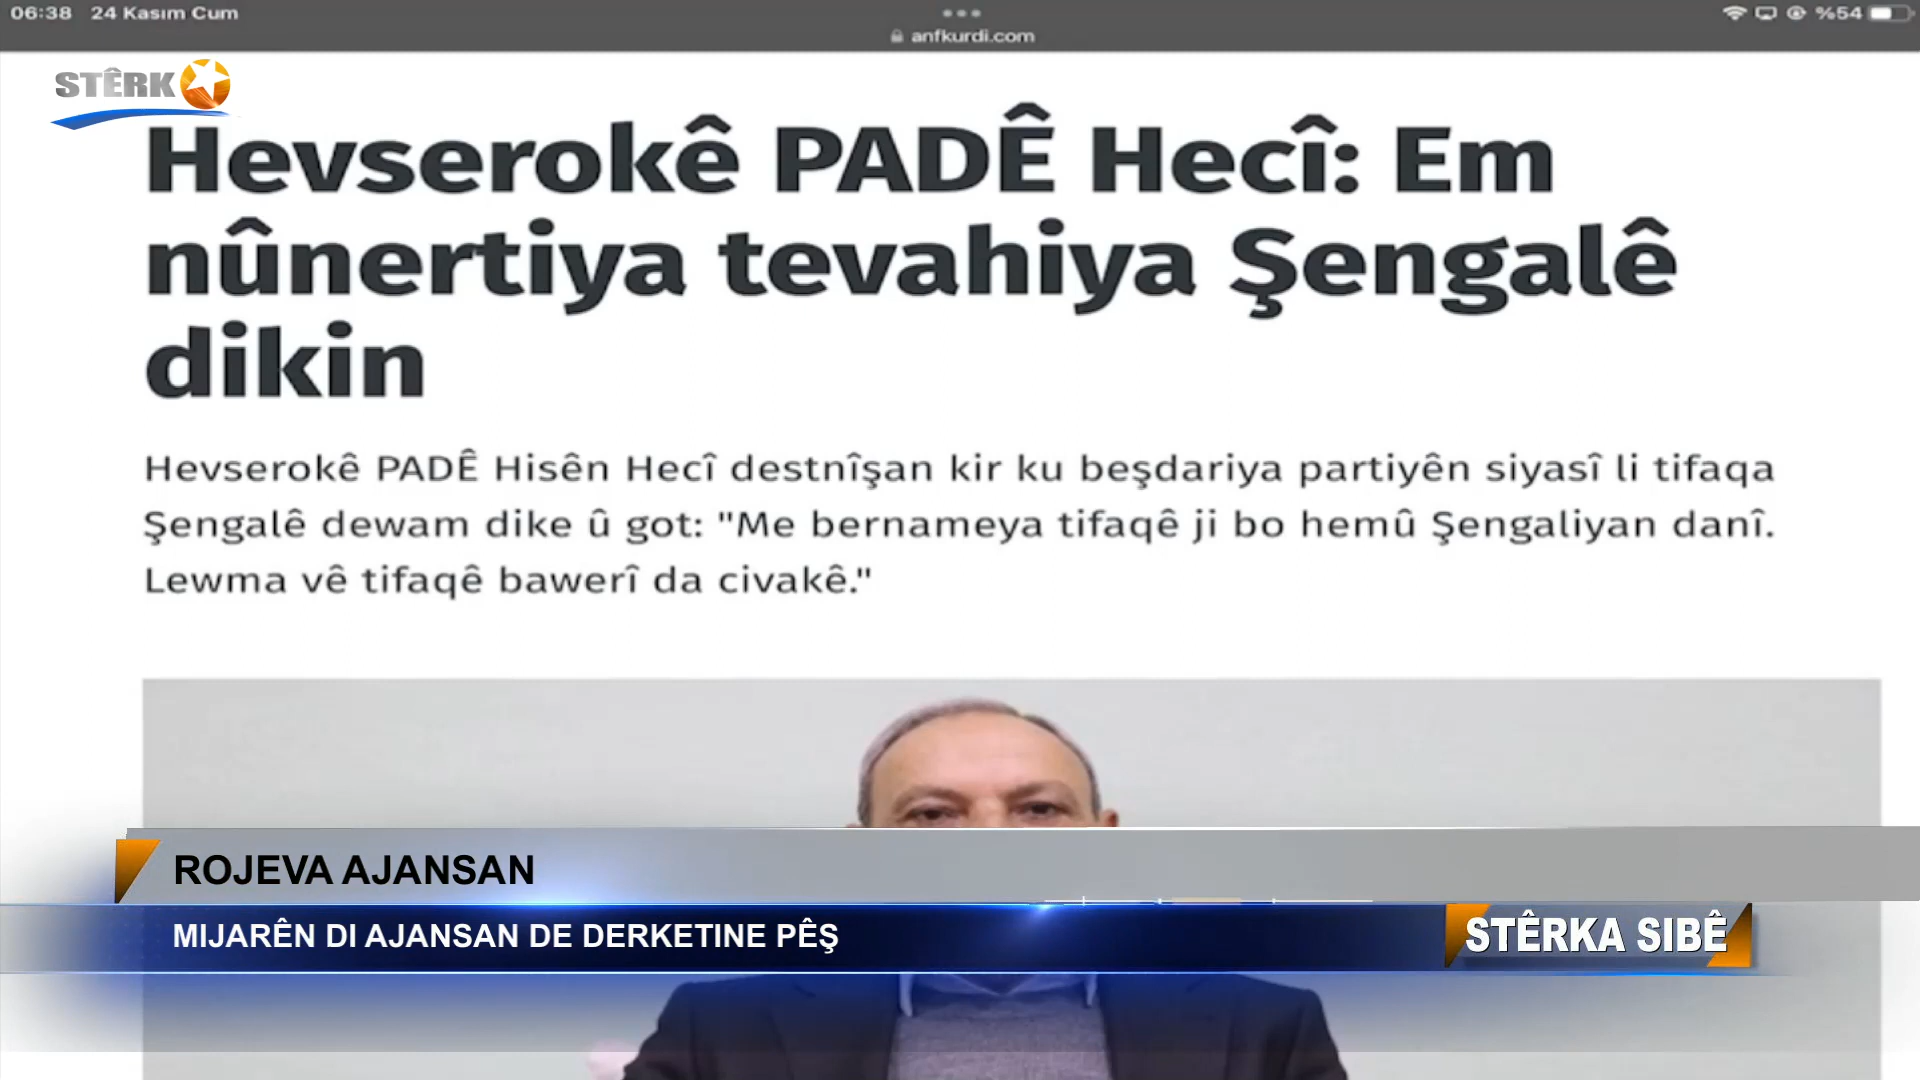 06:38 24 Kasım Cum
%54
anfkurdi.com
STÊRK
Hevserokê PADÊ Hecî: Em
nûnertiya tevahiya Şengalê
dikin
Hevserokê PADÊ Hisên Hecî destnîşan kir ku beşdariya partiyên siyasî li tifaqa
Şengalê dewam dike û got: "Me bernameya tifaqê ji bo hemû Şengaliyan danî.
Lewma vê tifaqê bawerî da civakê."
ROJEVA AJANSAN
MIJARÊN DI AJANSAN DE DERKETINE PÊŞ
STÊRKA SIBÊ